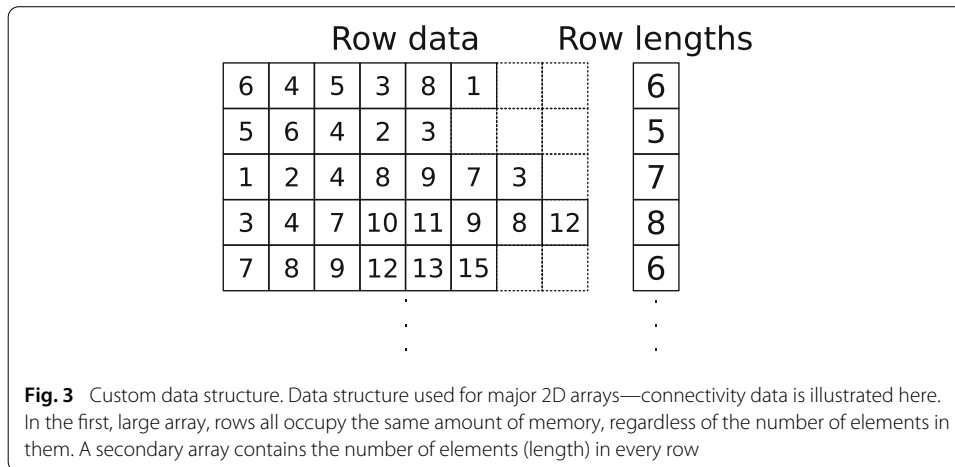 Row data Row lengths
6 4 5 3 8 1 6
5 6 4 2 3 5
1 2 4 8 9 7 3 7
3 4 7 10 11 9 8 12 8
7 8 9 12 13 15 6
Fig. 3 Custom data structure. Data structure used for major 2D arrays—connectivity data is illustrated here.
In the first, large array, rows all occupy the same amount of memory, regardless of the number of elements in
them. A secondary array contains the number of elements (length) in every row